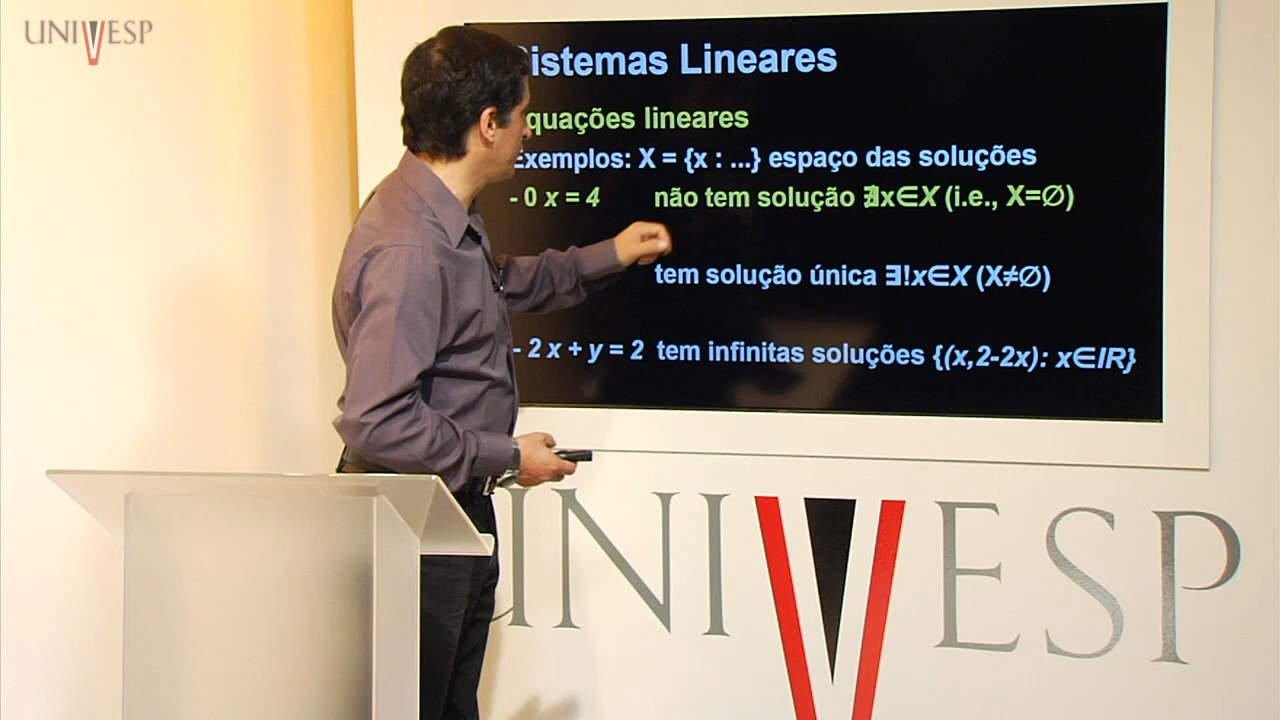 UNIVESP
istemas Lineares
quações lineares
Exemplos: X = {x : ...} espaço das soluções
- 0 x = 4 não tem solução ∄x∈X (i.e., X=∅)
tem solução única ∃!x∈X (X≠∅)
- 2 x + y = 2 tem infinitas soluções {(x,2-2x): x∈IR}
UNIVESP